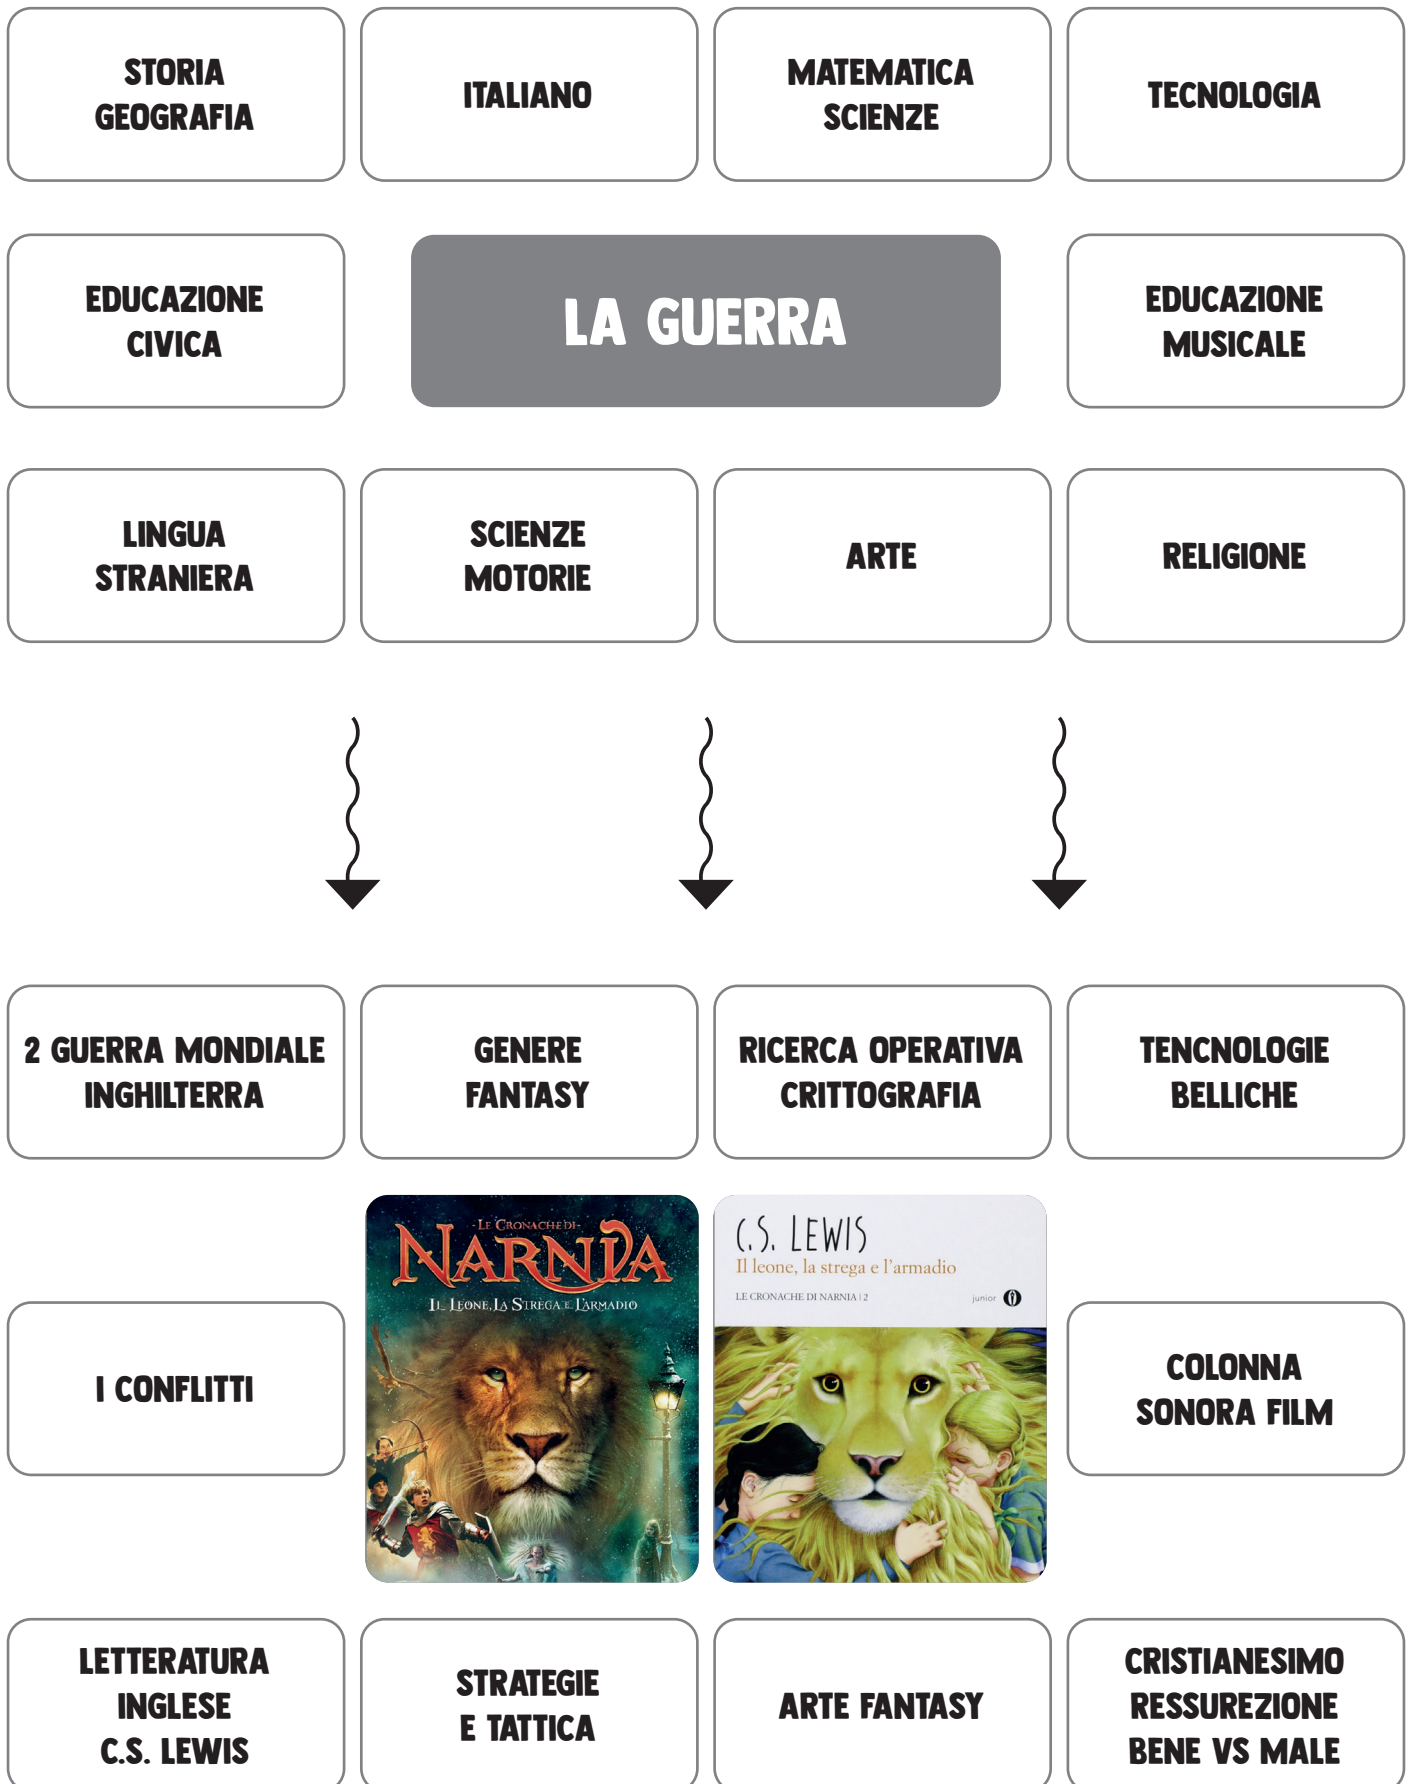 STORIA
GEOGRAFIA
ITALIANO
MATEMATICA
SCIENZE
TECNOLOGIA
EDUCAZIONE
CIVICA
LA GUERRA
EDUCAZIONE
MUSICALE
LINGUA
STRANIERA
SCIENZE
MOTORIE
ARTE
RELIGIONE
2 GUERRA MONDIALE
INGHILTERRA
GENERE
FANTASY
RICERCA OPERATIVA
CRITTOGRAFIA
TENCNOLOGIE
BELLICHE
I CONFLITTI
LE CRONACHE DI
NARNIA
IL LEONE, LA STREGA E L'ARMADIO
C.S. LEWIS
Il leone, la strega e l'armadio
LE CRONACHE DI NARNIA | 2
junior
COLONNA
SONORA FILM
LETTERATURA
INGLESE
C.S. LEWIS
STRATEGIE
E TATTICA
ARTE FANTASY
CRISTIANESIMO
RESSUREZIONE
BENE VS MALE